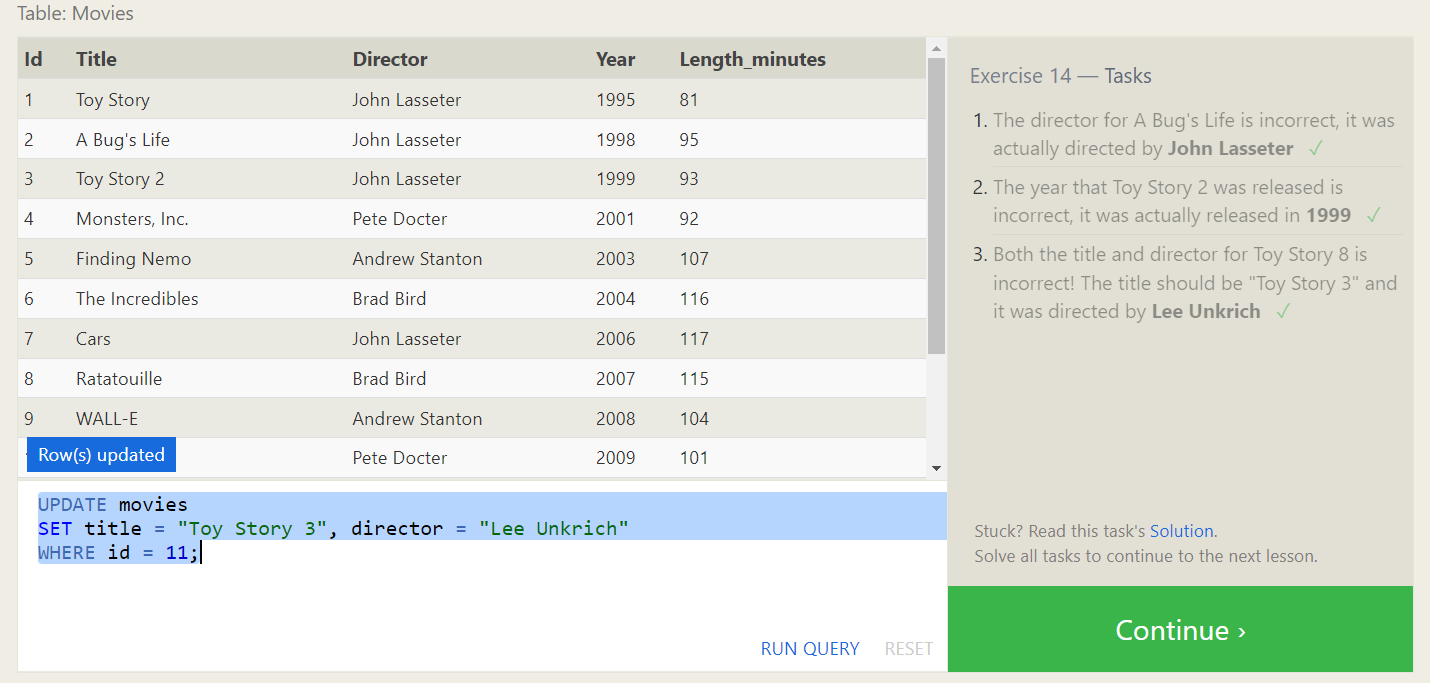 Table: Movies
Id Title Director Year Length_minutes
1 Toy Story John Lasseter 1995 81
2 A Bug's Life John Lasseter 1998 95
3 Toy Story 2 John Lasseter 1999 93
4 Monsters, Inc. Pete Docter 2001 92
5 Finding Nemo Andrew Stanton 2003 107
6 The Incredibles Brad Bird 2004 116
7 Cars John Lasseter 2006 117
8 Ratatouille Brad Bird 2007 115
9 WALL-E Andrew Stanton 2008 104
Pete Docter 2009 101
Row(s) updated
UPDATE movies
SET title = "Toy Story 3", director = "Lee Unkrich"
WHERE id = 11;
RUN QUERY RESET
Exercise 14 — Tasks
1. The director for A Bug's Life is incorrect, it was
actually directed by John Lasseter ✓
2. The year that Toy Story 2 was released is
incorrect, it was actually released in 1999 ✓
3. Both the title and director for Toy Story 8 is
incorrect! The title should be "Toy Story 3" and
it was directed by Lee Unkrich ✓
Stuck? Read this task's Solution.
Solve all tasks to continue to the next lesson.
Continue ›